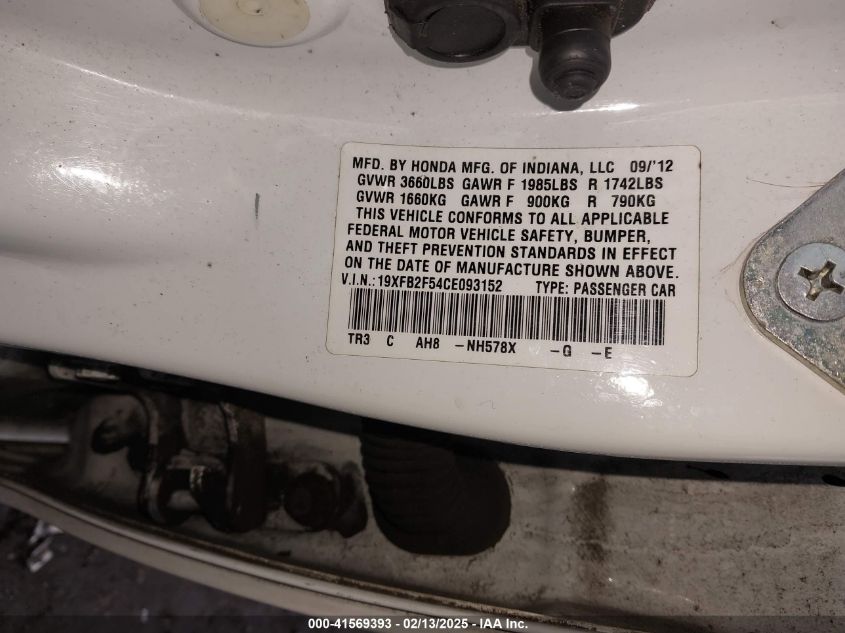 MFD. BY HONDA MFG. OF INDIANA, LLC 09/'12
GVWR 3660LBS GAWR F 1985LBS R 1742LBS
GVWR 1660KG GAWR F 900KG R 790KG
THIS VEHICLE CONFORMS TO ALL APPLICABLE
FEDERAL MOTOR VEHICLE SAFETY, BUMPER,
AND THEFT PREVENTION STANDARDS IN EFFECT
ON THE DATE OF MANUFACTURE SHOWN ABOVE.
V.I.N.: 19XFB2F54CE093152 TYPE: PASSENGER CAR
TR3 C AH8 -NH578X -G -E
000-41569393 - 02/13/2025 - IAA Inc.